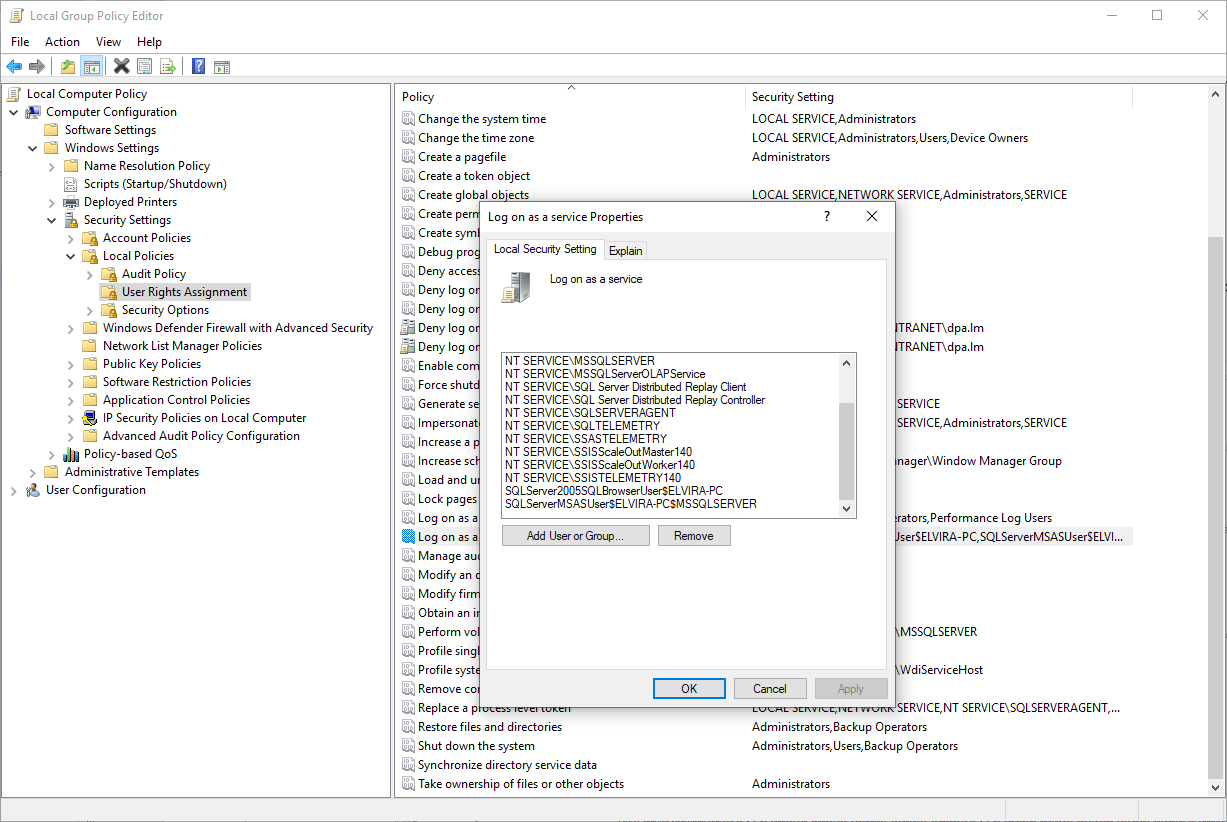 Local Group Policy Editor
File Action View Help
Local Computer Policy
Computer Configuration
Software Settings
Windows Settings
Name Resolution Policy
Scripts (Startup/Shutdown)
Deployed Printers
Security Settings
Account Policies
Local Policies
Audit Policy
User Rights Assignment
Security Options
Windows Defender Firewall with Advanced Security
Network List Manager Policies
Public Key Policies
Software Restriction Policies
Application Control Policies
IP Security Policies on Local Computer
Advanced Audit Policy Configuration
Policy-based QoS
Administrative Templates
User Configuration
Policy Security Setting
Change the system time LOCAL SERVICE,Administrators
Change the time zone LOCAL SERVICE,Administrators,Users,Device Owners
Create a pagefile Administrators
Create a token object
Create global objects LOCAL SERVICE,NETWORK SERVICE,Administrators,SERVICE
Create perm
Create symb
Debug prog
Deny access
Deny log on
Deny log on
Deny log on NTRANET\dpa.lm
Deny log on NTRANET\dpa.lm
Enable com
Force shutd
Generate se SERVICE
Impersonat SERVICE,Administrators,SERVICE
Increase a p
Increase sch nager\Window Manager Group
Load and un
Lock pages
Log on as a rators,Performance Log Users
Log on as a User$ELVIRA-PC,SQLServerMSASUser$ELVI...
Manage aud
Modify an o
Modify firm
Obtain an i
Perform vol \MSSQLSERVER
Profile singl
Profile syste \WdiServiceHost
Remove co
Replace a process level token LOCAL SERVICE,NETWORK SERVICE,NT SERVICE\SQLSERVERAGENT,...
Restore files and directories Administrators,Backup Operators
Shut down the system Administrators,Users,Backup Operators
Synchronize directory service data
Take ownership of files or other objects Administrators
Log on as a service Properties ?
Local Security Setting Explain
Log on as a service
NT SERVICE\MSSQLSERVER
NT SERVICE\MSSQLServerOLAPService
NT SERVICE\SQL Server Distributed Replay Client
NT SERVICE\SQL Server Distributed Replay Controller
NT SERVICE\SQLSERVERAGENT
NT SERVICE\SQLTELEMETRY
NT SERVICE\SSASTELEMETRY
NT SERVICE\SSISScaleOutMaster140
NT SERVICE\SSISScaleOutWorker140
NT SERVICE\SSISTELEMETRY140
SQLServer2005SQLBrowserUser$ELVIRA-PC
SQLServerMSASUser$ELVIRA-PC$MSSQLSERVER
Add User or Group... Remove
OK Cancel Apply